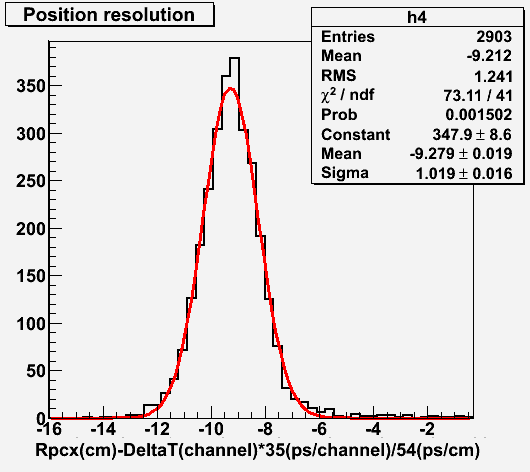 Position resolution
h4
Entries 2903
Mean -9.212
RMS 1.241
χ² / ndf 73.11 / 41
Prob 0.001502
Constant 347.9 ± 8.6
Mean -9.279 ± 0.019
Sigma 1.019 ± 0.016
350
300
250
200
150
100
50
0
-16 -14 -12 -10 -8 -6 -4 -2
Rpcx(cm)-DeltaT(channel)*35(ps/channel)/54(ps/cm)